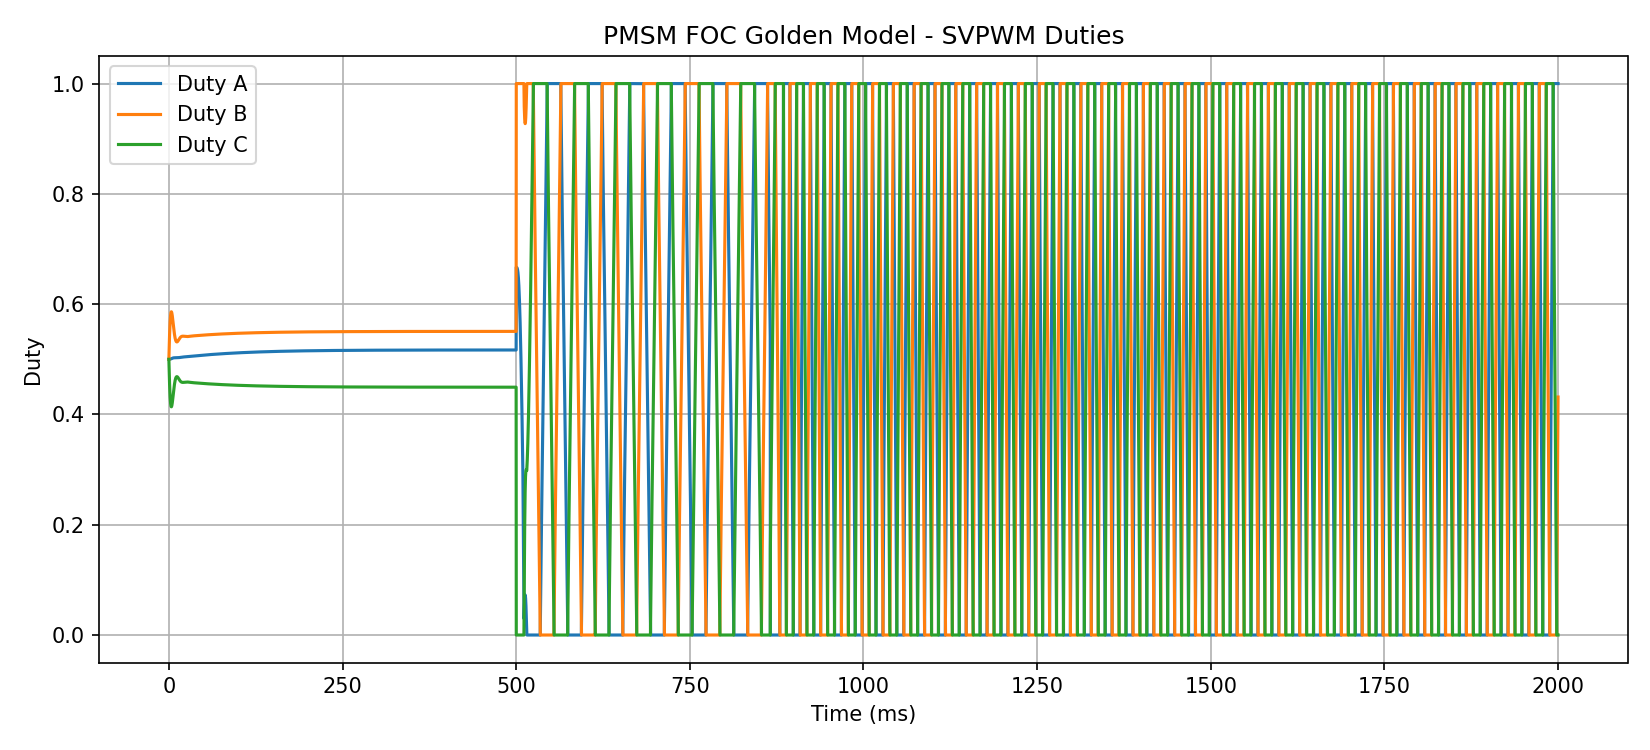 PMSM FOC Golden Model - SVPWM Duties
Duty A
Duty B
Duty C
1.0
0.8
0.6
0.4
0.2
0.0
Duty
0 250 500 750 1000 1250 1500 1750 2000
Time (ms)